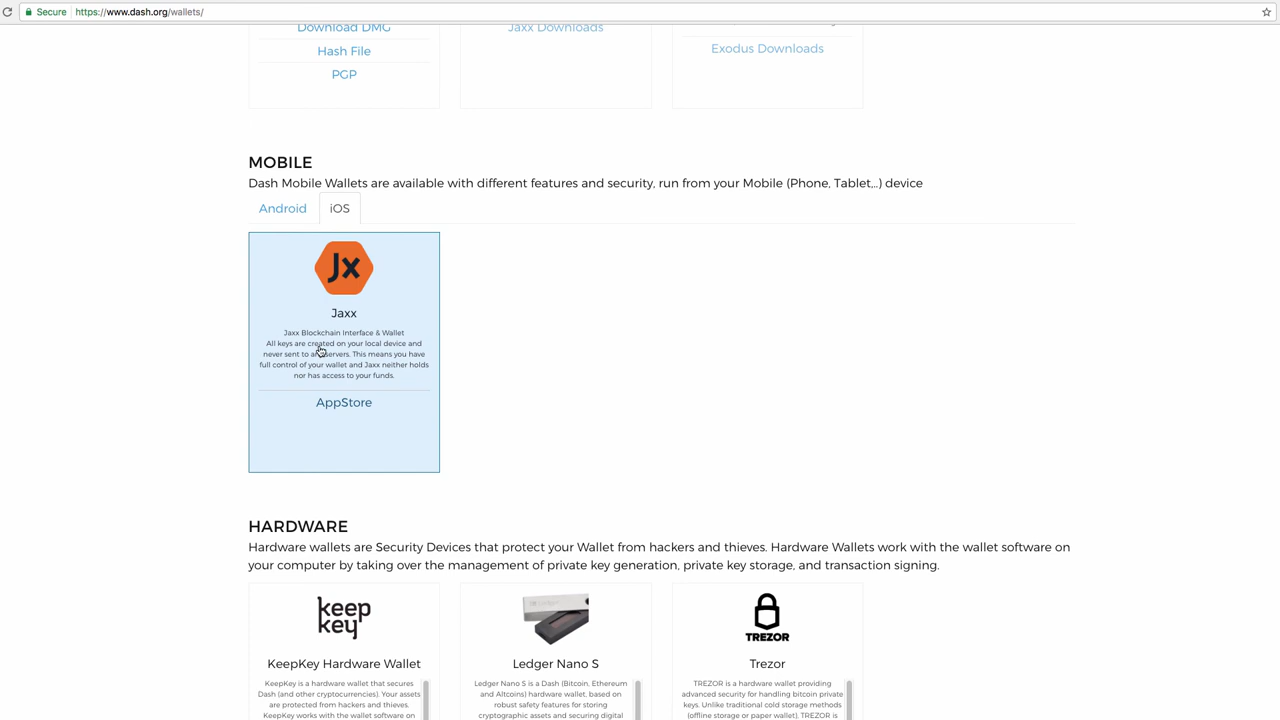 Secure https://www.dash.org/wallets/
Download DMG
Hash File
PGP
Jaxx Downloads
Exodus Downloads
MOBILE
Dash Mobile Wallets are available with different features and security, run from your Mobile (Phone, Tablet,..) device
Android iOS
Jx
Jaxx
Jaxx Blockchain Interface & Wallet
All keys are created on your local device and
never sent to any servers. This means you have
full control of your wallet and Jaxx neither holds
nor has access to your funds.
AppStore
HARDWARE
Hardware wallets are Security Devices that protect your Wallet from hackers and thieves. Hardware Wallets work with the wallet software on
your computer by taking over the management of private key generation, private key storage, and transaction signing.
keep
key
KeepKey Hardware Wallet
KeepKey is a hardware wallet that secures
Dash (and other cryptocurrencies). Your assets
are protected from hackers and thieves.
KeepKey works with the wallet software on
Ledger Nano S
Ledger Nano S is a Dash (Bitcoin, Ethereum
and Altcoins) hardware wallet, based on
robust safety features for storing
cryptographic assets and securing digital
TREZOR
Trezor
TREZOR is a hardware wallet providing
advanced security for handling bitcoin private
keys. Unlike traditional cold storage methods
(offline storage or paper wallet). TREZOR is